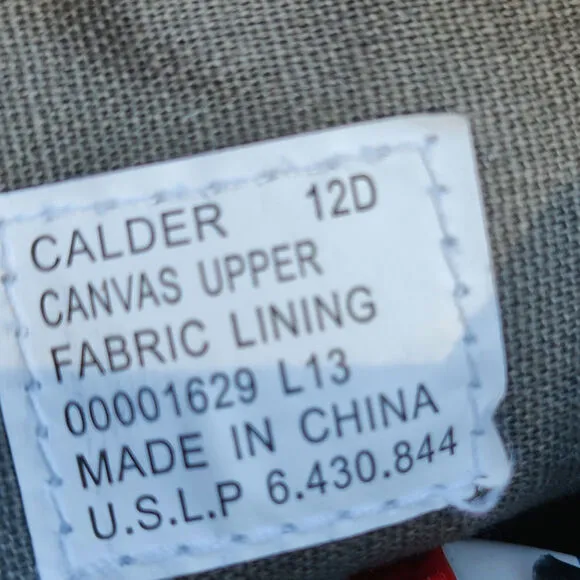 CALDER 12D
CANVAS UPPER
FABRIC LINING
00001629 L13
MADE IN CHINA
U.S.L.P 6.430.844